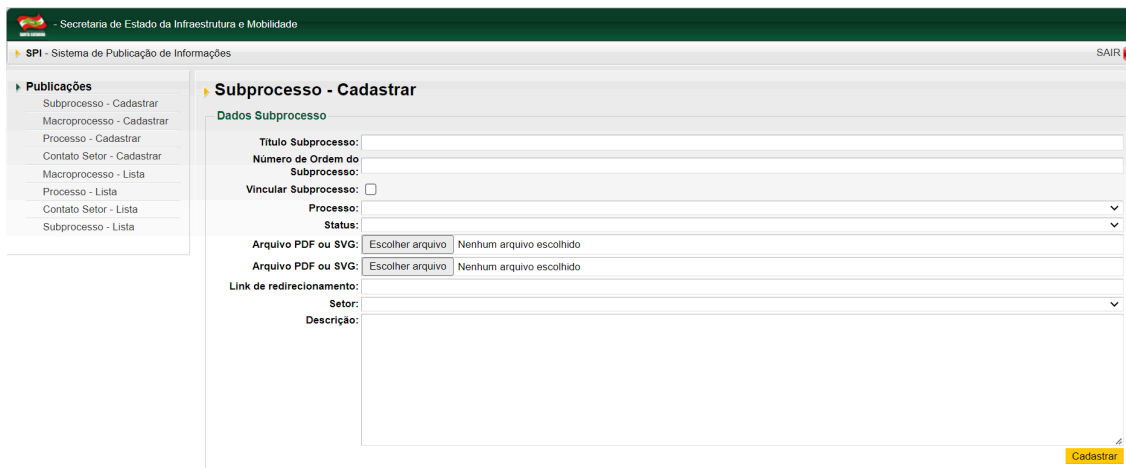 - Secretaria de Estado da Infraestrutura e Mobilidade
SPI - Sistema de Publicação de Informações
SAIR
Publicações
Subprocesso - Cadastrar
Macroprocesso - Cadastrar
Processo - Cadastrar
Contato Setor - Cadastrar
Macroprocesso - Lista
Processo - Lista
Contato Setor - Lista
Subprocesso - Lista
Subprocesso - Cadastrar
Dados Subprocesso
Título Subprocesso:
Número de Ordem do
Subprocesso:
Vincular Subprocesso:
Processo:
Status:
Arquivo PDF ou SVG: Escolher arquivo Nenhum arquivo escolhido
Arquivo PDF ou SVG: Escolher arquivo Nenhum arquivo escolhido
Link de redirecionamento:
Setor:
Descrição:
Cadastrar